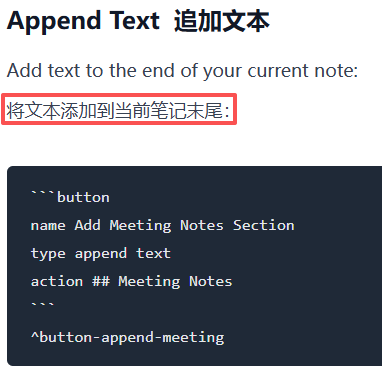 Append Text 追加文本
Add text to the end of your current note:
将文本添加到当前笔记末尾：
```button
name Add Meeting Notes Section
type append text
action ## Meeting Notes
```
^button-append-meeting